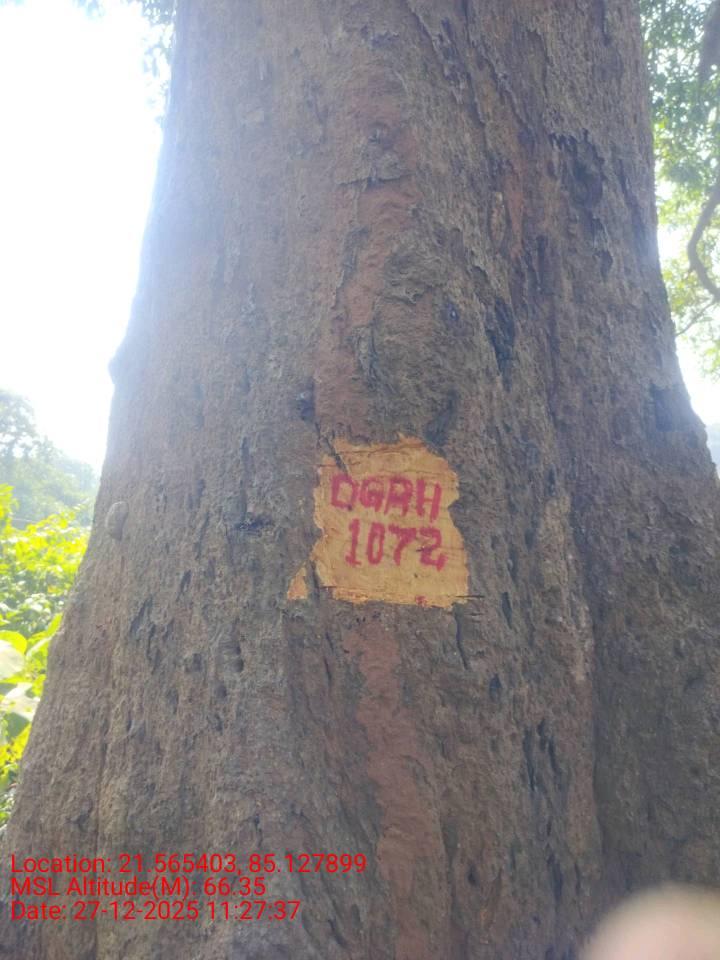 DGRH
1072
Location: 21.565403, 85.127899
MSL Altitude(M): 66.35
Date: 27-12-2025 11:27:37